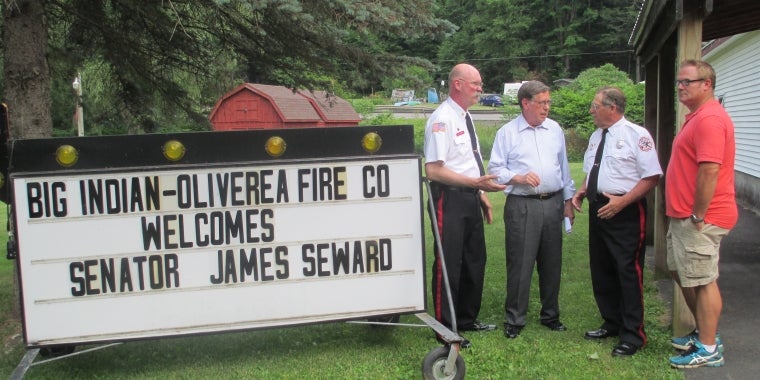 BIG INDIAN-OLIVEREA FIRE CO
WELCOMES
SENATOR JAMES SEWARD